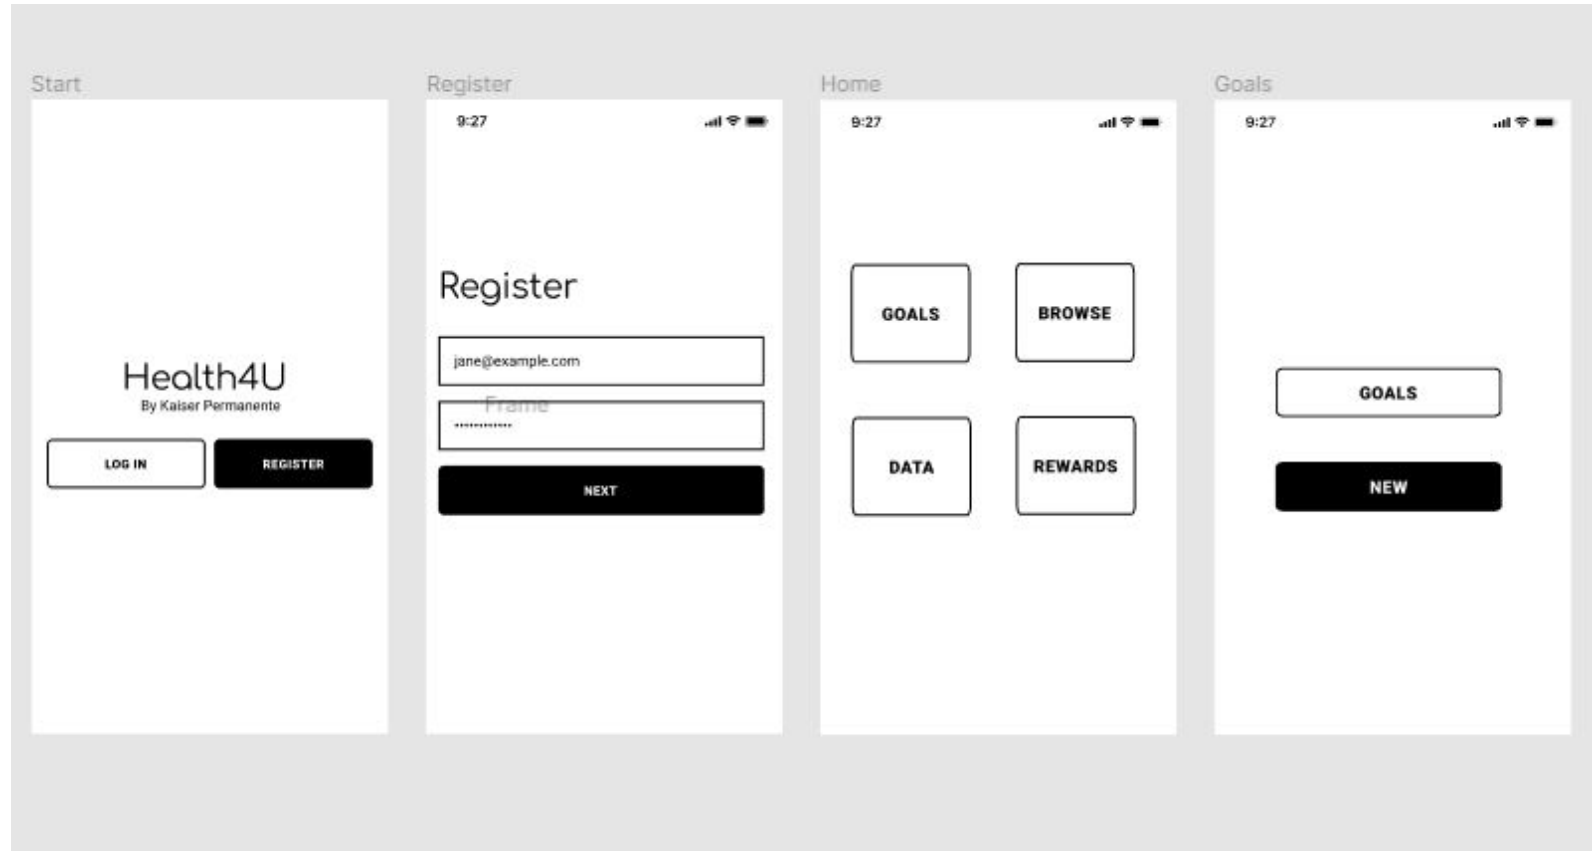 Start
Health4U
By Kaiser Permanente
LOG IN
REGISTER
Register
9:27
Register
jane@example.com
Frame
••••••••••••
NEXT
Home
9:27
GOALS
BROWSE
DATA
REWARDS
Goals
9:27
GOALS
NEW